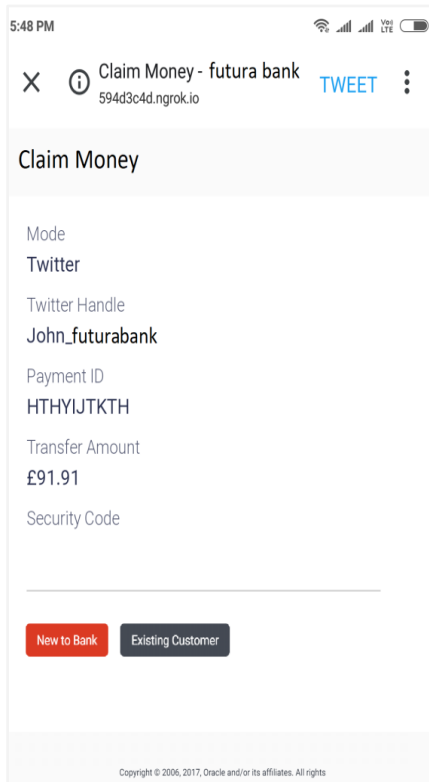 5:48 PM
VoI LTE
Claim Money - futura bank
594d3c4d.ngrok.io
TWEET
Claim Money
Mode
Twitter
Twitter Handle
John_futurabank
Payment ID
HTHYIJTKTH
Transfer Amount
£91.91
Security Code
New to Bank Existing Customer
Copyright © 2006, 2017, Oracle and/or its affiliates. All rights